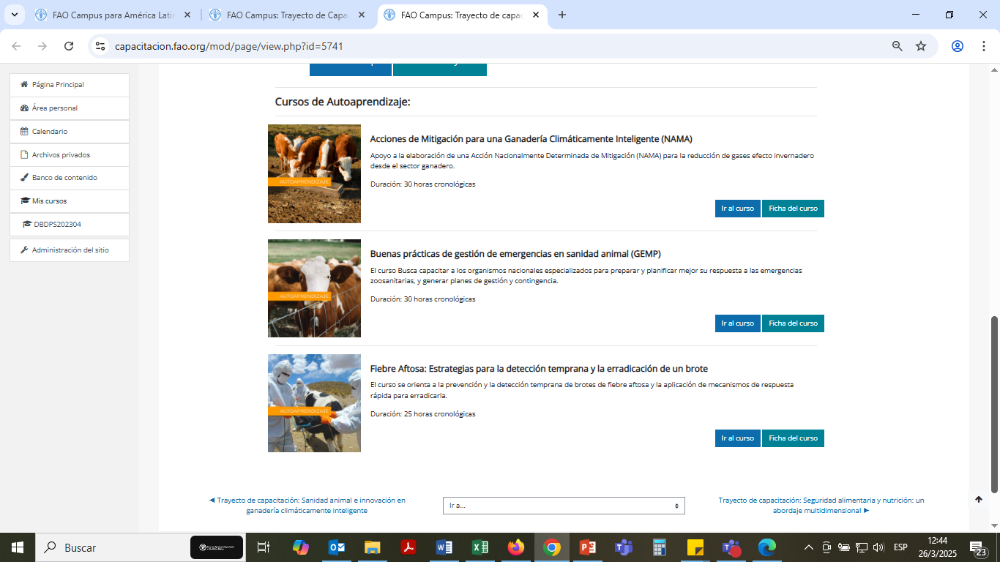 FAO Campus para América Latin
FAO Campus: Trayecto de Capac
FAO Campus: Trayecto de capac
capacitacion.fao.org/mod/page/view.php?id=5741
Página Principal
Área personal
Calendario
Archivos privados
Banco de contenido
Mis cursos
DBDPS202304
Administración del sitio
Cursos de Autoaprendizaje:
AUTOAPRENDIZAJE
Acciones de Mitigación para una Ganadería Climáticamente Inteligente (NAMA)
Apoyo a la elaboración de una Acción Nacionalmente Determinada de Mitigación (NAMA) para la reducción de gases efecto invernadero
desde el sector ganadero.
Duración: 30 horas cronológicas
Ir al curso Ficha del curso
AUTOAPRENDIZAJE
Buenas prácticas de gestión de emergencias en sanidad animal (GEMP)
El curso Busca capacitar a los organismos nacionales especializados para preparar y planificar mejor su respuesta a las emergencias
zoosanitarias, y generar planes de gestión y contingencia.
Duración: 30 horas cronológicas
Ir al curso Ficha del curso
AUTOAPRENDIZAJE
Fiebre Aftosa: Estrategias para la detección temprana y la erradicación de un brote
El curso se orienta a la prevención y la detección temprana de brotes de fiebre aftosa y la aplicación de mecanismos de respuesta
rápida para erradicarla.
Duración: 25 horas cronológicas
Ir al curso Ficha del curso
◄ Trayecto de capacitación: Sanidad animal e innovación en
ganadería climáticamente inteligente
Ir a...
Trayecto de capacitación: Seguridad alimentaria y nutrición: un
abordaje multidimensional ►
Buscar
ESP
12:44
26/3/2025
23